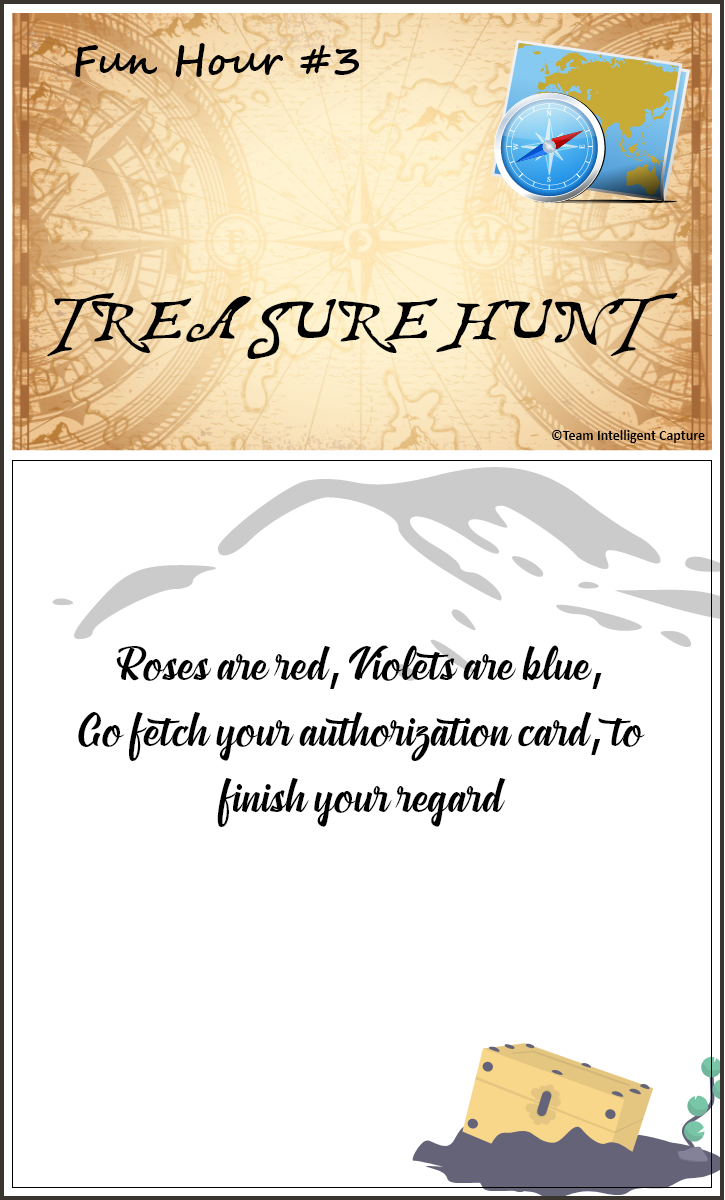 Fun Hour #3
N
W
E
S
E
W
TREASURE HUNT
©Team Intelligent Capture
Roses are red, Violets are blue,
Go fetch your authorization card, to
finish your regard